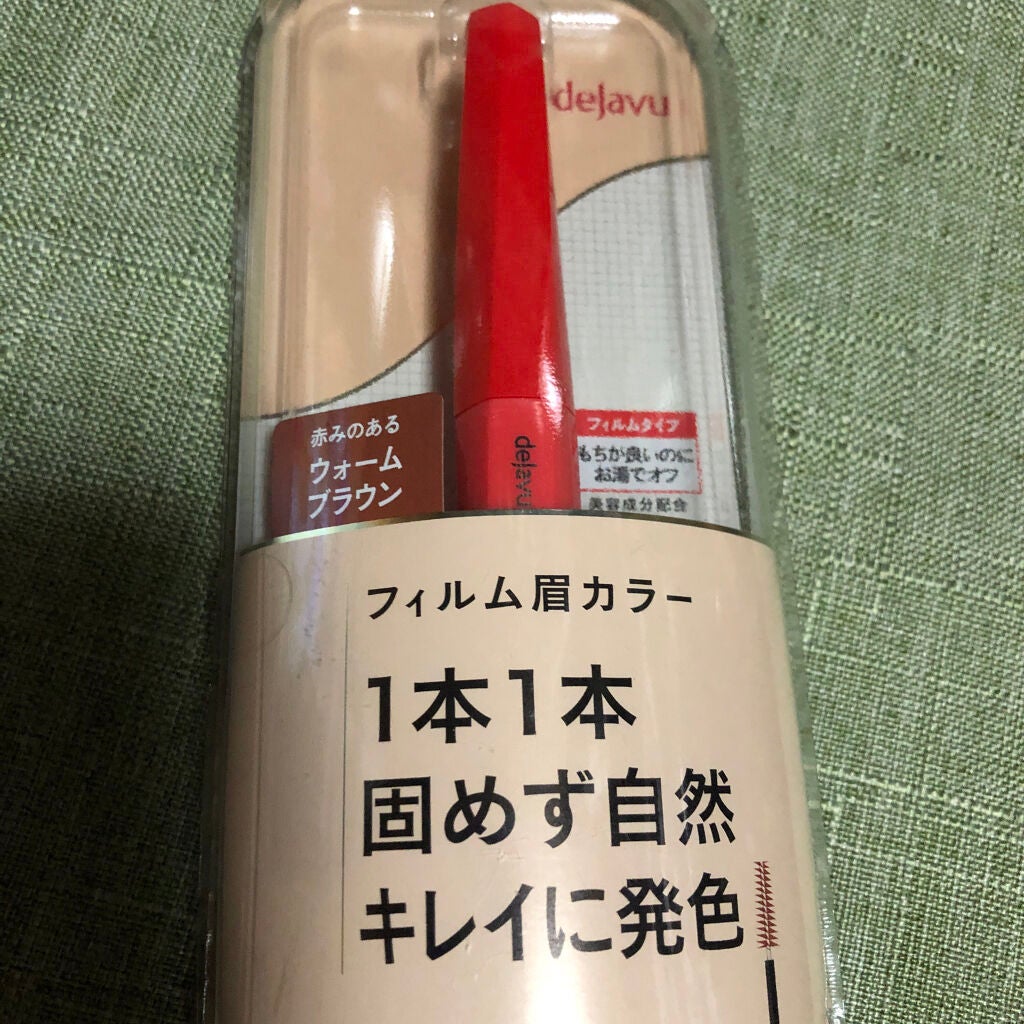 dejavu
赤みのある
ウォーム
ブラウン
dejavu
フィルムタイプ
もちが良いのに
お湯でオフ
美容成分配合
フィルム眉カラー
1本1本
固めず自然
キレイに発色